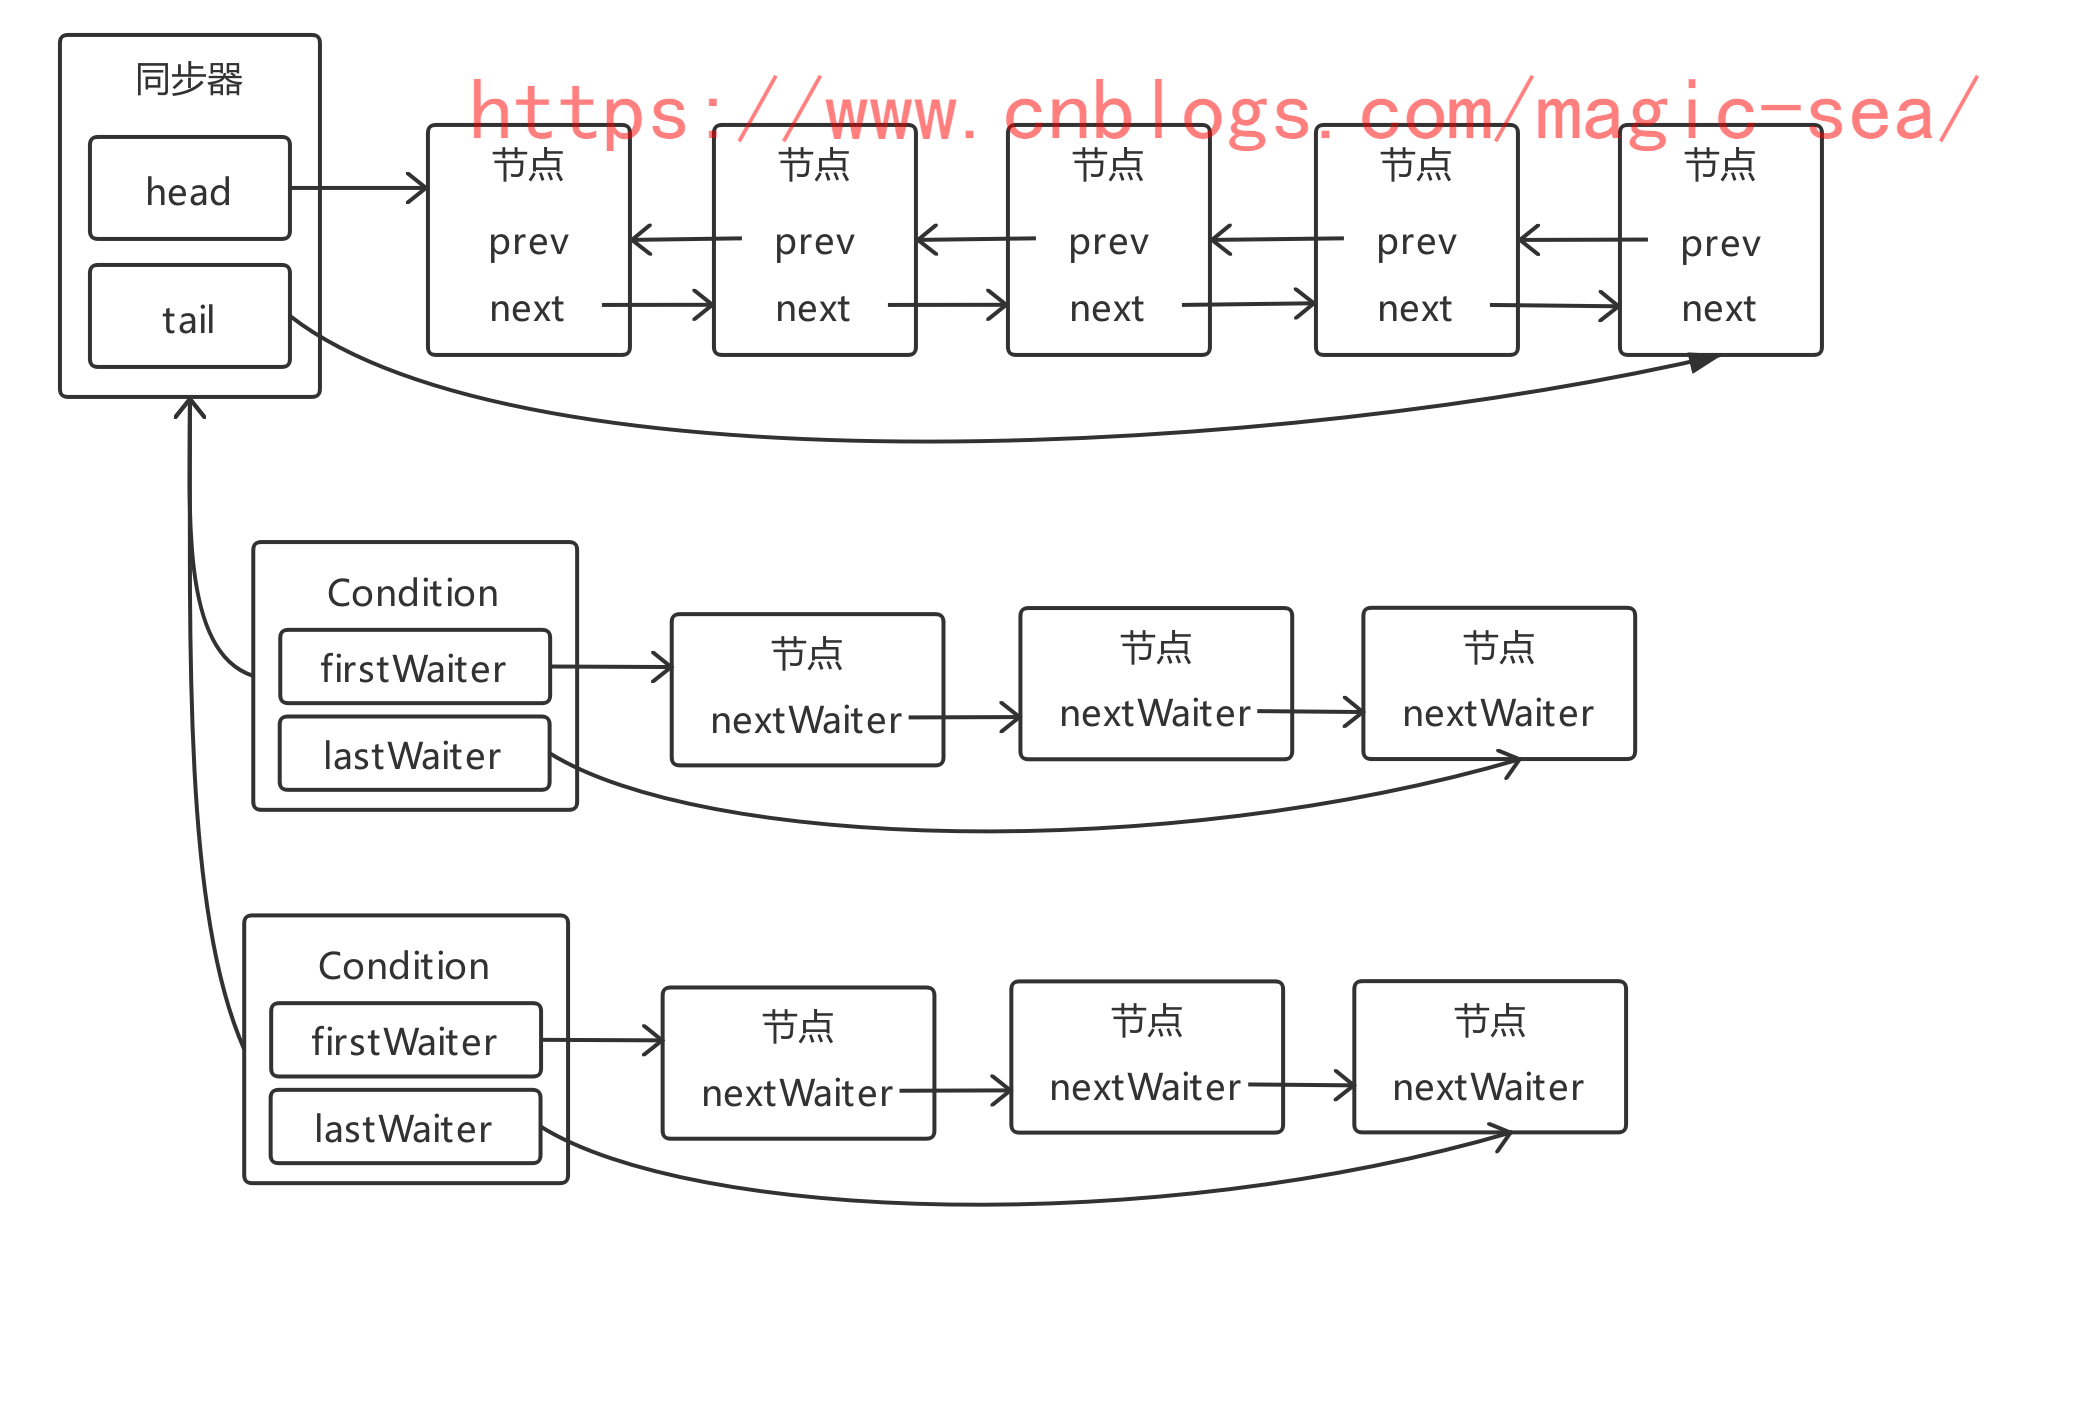 同步器
head
tail
https://www.cnblogs.com/magic-sea/
节点
prev
next
节点
prev
next
节点
prev
next
节点
prev
next
节点
prev
next
Condition
firstWaiter
lastWaiter
节点
nextWaiter
节点
nextWaiter
节点
nextWaiter
Condition
firstWaiter
lastWaiter
节点
nextWaiter
节点
nextWaiter
节点
nextWaiter